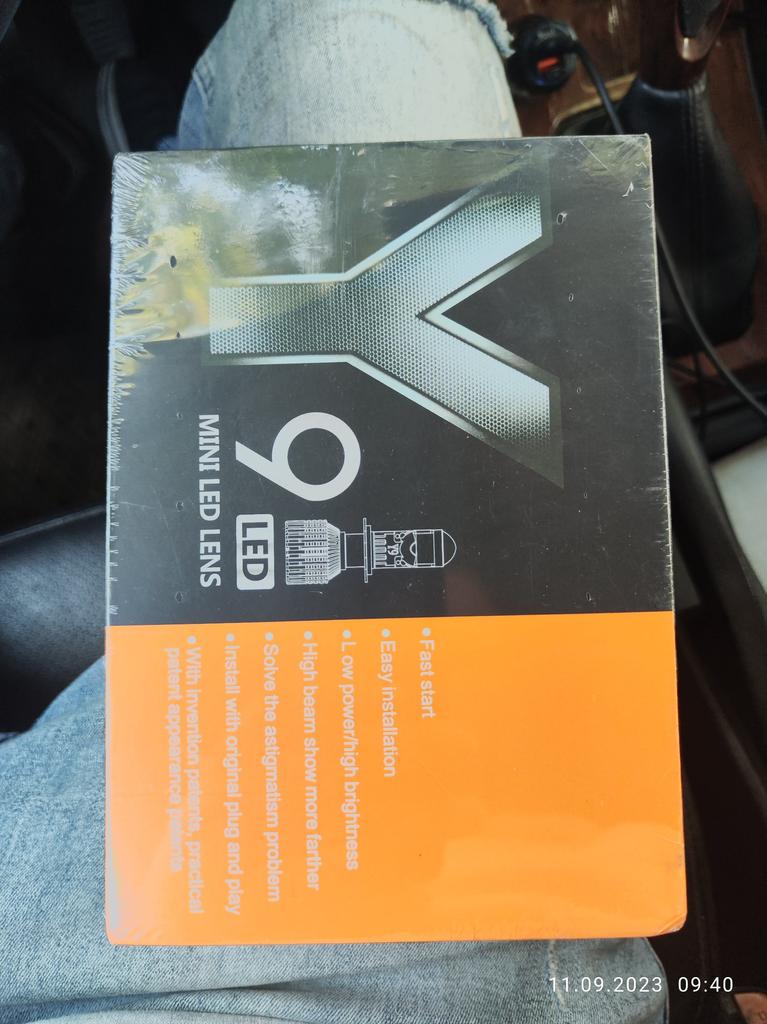 Y
9
LED
MINI LED LENS
Y9
• Fast start
• Easy installation
• Low power/high brightness
• High beam show more farther
• Solve the astigmatism problem
• Install with original plug and play
• With invention patents, practical
patent appearance patents
11.09.2023 09:40